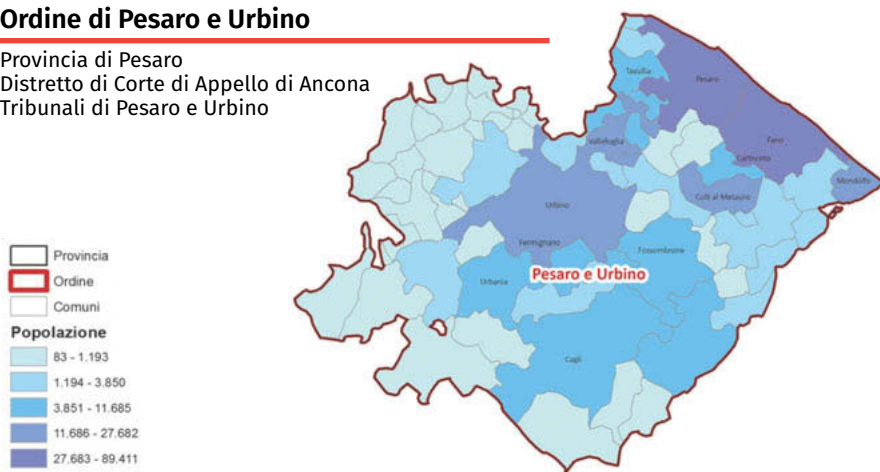 Ordine di Pesaro e Urbino
Provincia di Pesaro
Distretto di Corte di Appello di Ancona
Tribunali di Pesaro e Urbino
Tavullia
Pesaro
Fano
Vallefoglia
Cartoceto
Mondolfo
Colli al Metauro
Urbino
Fermignano
Fossombrone
Pesaro e Urbino
Urbania
Cagli
Provincia
Ordine
Comuni
Popolazione
83 - 1.193
1.194 - 3.850
3.851 - 11.685
11.686 - 27.682
27.683 - 89.411